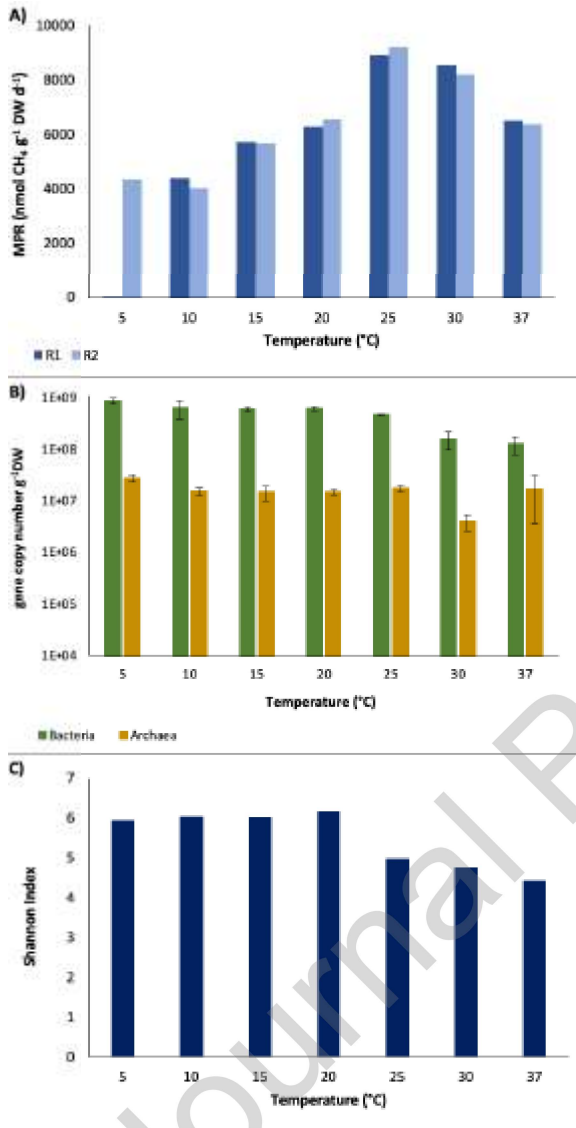 A)
10000
8000
6000
4000
2000
0
MPR (nmol CH₄ g⁻¹ DW d⁻¹)
5 10 15 20 25 30 37
Temperature (°C)
R1 R2
B)
1E+09
1E+08
1E+07
1E+06
1E+05
1E+04
gene copy number g⁻¹DW
5 10 15 20 25 30 37
Temperature (°C)
Bacteria Archaea
C)
7
6
5
4
3
2
1
0
Shannon Index
5 10 15 20 25 30 37
Temperature (°C)
Journal P